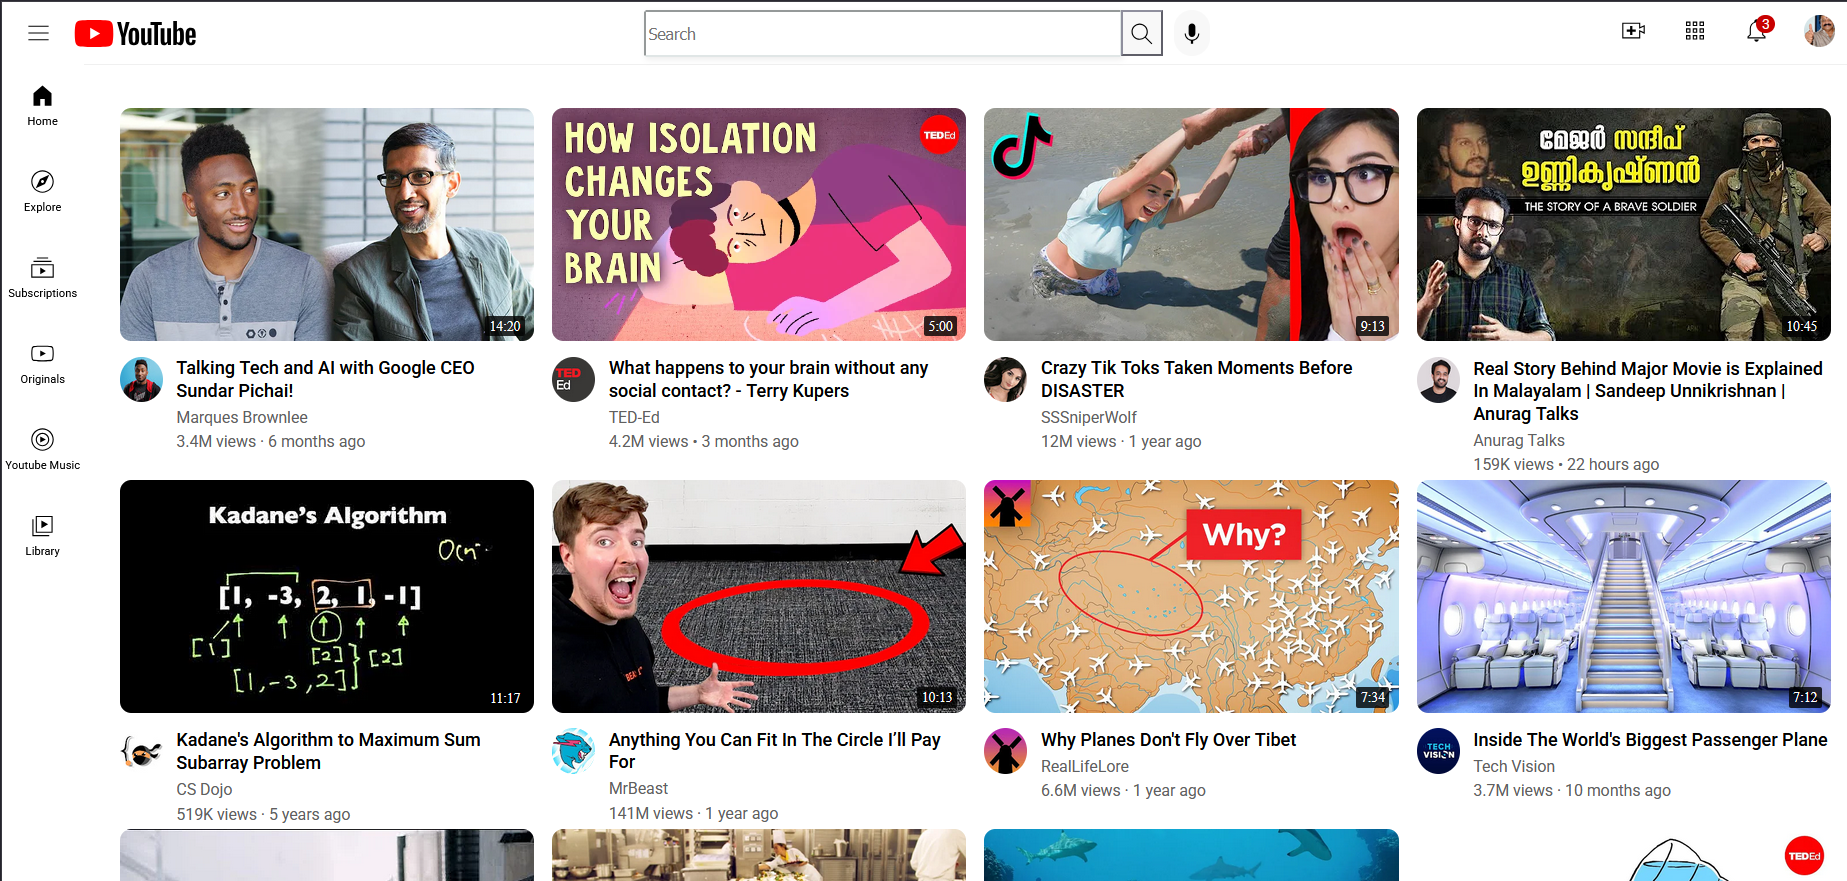 YouTube
Search
3
Home
Explore
Subscriptions
Originals
Youtube Music
Library
14:20
Talking Tech and AI with Google CEO
Sundar Pichai!
Marques Brownlee
3.4M views · 6 months ago
HOW ISOLATION
CHANGES
YOUR
BRAIN
TEDEd
5:00
TED
Ed
What happens to your brain without any
social contact? - Terry Kupers
TED-Ed
4.2M views • 3 months ago
9:13
Crazy Tik Toks Taken Moments Before
DISASTER
SSSniperWolf
12M views · 1 year ago
മേജർ സന്ദീപ്
ഉണ്ണികൃഷ്ണൻ
THE STORY OF A BRAVE SOLDIER
10:45
Real Story Behind Major Movie is Explained
In Malayalam | Sandeep Unnikrishnan |
Anurag Talks
Anurag Talks
159K views • 22 hours ago
Kadane's Algorithm
[1, -3, 2, 1, -1]
[1]
[2]
[2]
[1, -3, 2]
11:17
Kadane's Algorithm to Maximum Sum
Subarray Problem
CS Dojo
519K views · 5 years ago
10:13
Anything You Can Fit In The Circle I’ll Pay
For
MrBeast
141M views · 1 year ago
Why?
7:34
Why Planes Don't Fly Over Tibet
RealLifeLore
6.6M views · 1 year ago
7:12
TECH
VISION
Inside The World's Biggest Passenger Plane
Tech Vision
3.7M views · 10 months ago
TEDEd